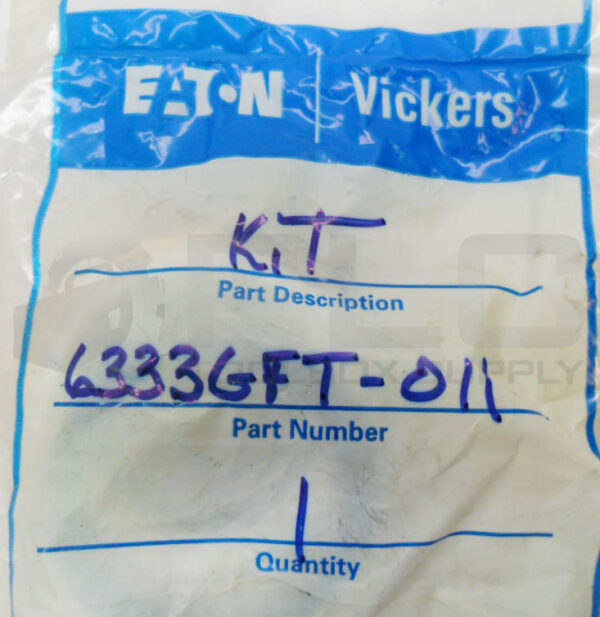 EATON | Vickers
KIT
Part Description
6333GFT-011
Part Number
1
Quantity